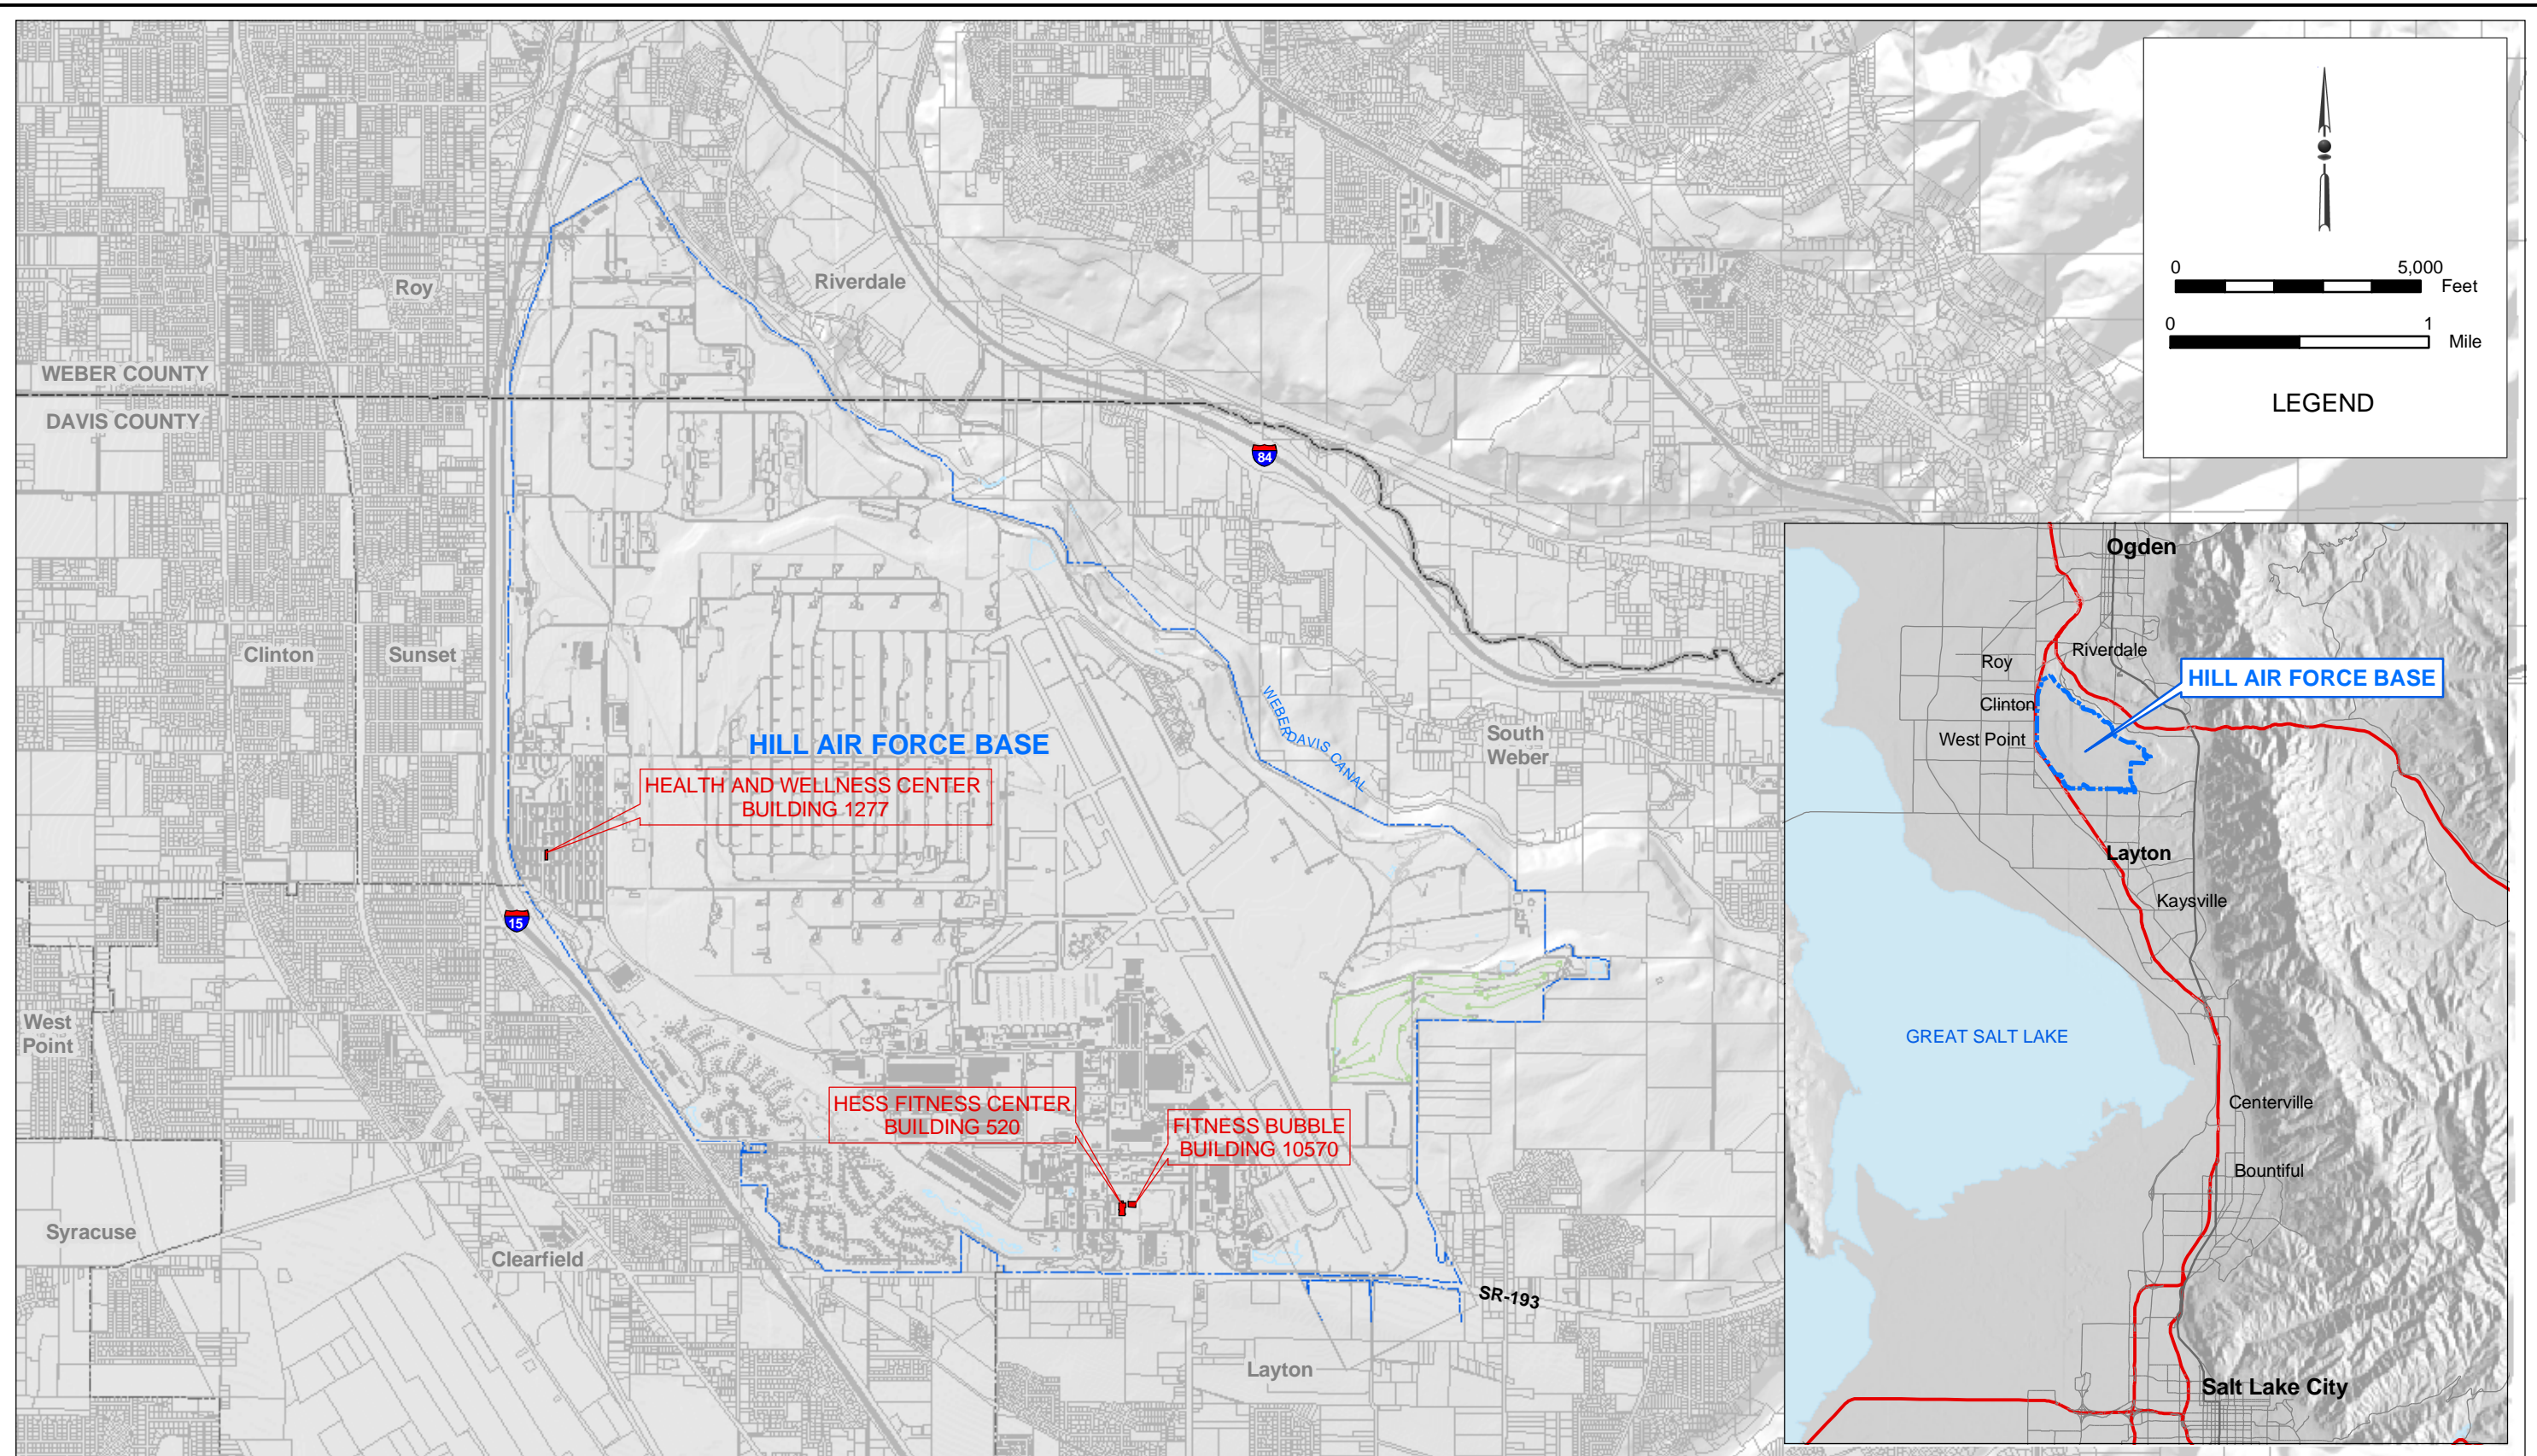 0
5,000
Feet
0
1
Mile
LEGEND
Roy
Riverdale
WEBER COUNTY
DAVIS COUNTY
84
Clinton
Sunset
HILL AIR FORCE BASE
WEBER DAVIS CANAL
South
Weber
HEALTH AND WELLNESS CENTER
BUILDING 1277
15
West
Point
HESS FITNESS CENTER
BUILDING 520
FITNESS BUBBLE
BUILDING 10570
Syracuse
Clearfield
SR-193
Layton
Ogden
Riverdale
Roy
HILL AIR FORCE BASE
Clinton
West Point
Layton
Kaysville
GREAT SALT LAKE
Centerville
Bountiful
Salt Lake City